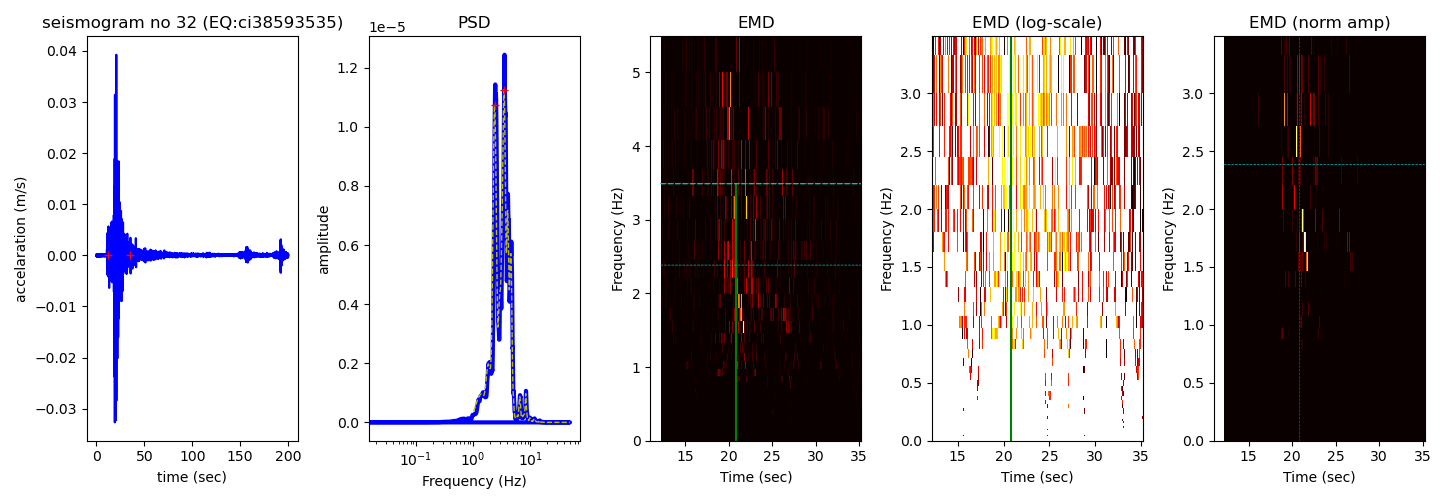 seismogram no 32 (EQ:ci38593535)
accelaration (m/s)
0.04
0.03
0.02
0.01
0.00
−0.01
−0.02
−0.03
0 50 100 150 200
time (sec)
PSD
1e−5
amplitude
1.2
1.0
0.8
0.6
0.4
0.2
0.0
10⁻¹ 10⁰ 10¹
Frequency (Hz)
EMD
Frequency (Hz)
5
4
3
2
1
0
15 20 25 30 35
Time (sec)
EMD (log-scale)
Frequency (Hz)
3.0
2.5
2.0
1.5
1.0
0.5
0.0
15 20 25 30 35
Time (sec)
EMD (norm amp)
Frequency (Hz)
3.0
2.5
2.0
1.5
1.0
0.5
0.0
15 20 25 30 35
Time (sec)